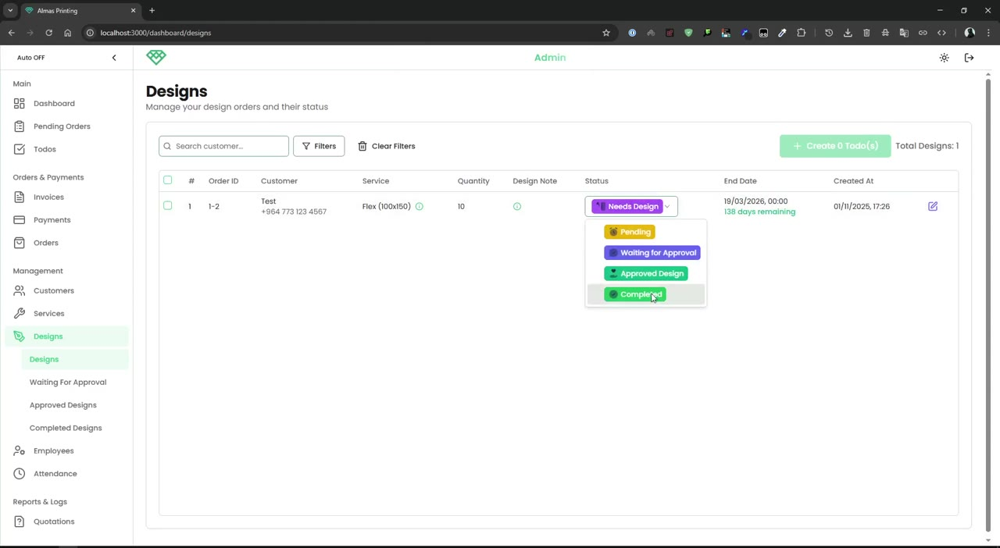 Almas Printing
localhost:3000/dashboard/designs
Auto OFF
Admin
Main
Dashboard
Pending Orders
Todos
Orders & Payments
Invoices
Payments
Orders
Management
Customers
Services
Designs
Designs
Waiting For Approval
Approved Designs
Completed Designs
Employees
Attendance
Reports & Logs
Quotations
Designs
Manage your design orders and their status
Search customer...
Filters
Clear Filters
+ Create 0 Todo(s)
Total Designs: 1
# Order ID Customer Service Quantity Design Note Status End Date Created At
1 1-2 Test Flex (100x150) 10 Needs Design 19/03/2026, 00:00 01/11/2025, 17:26
+964 773 123 4567 138 days remaining
Pending
Waiting for Approval
Approved Design
Completed